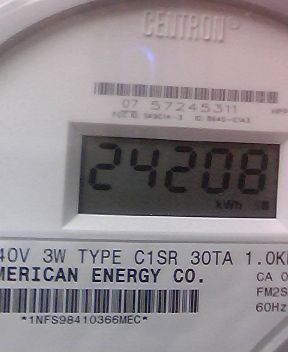 CENTRON®
07 57245311
24208
kWh
40V 3W TYPE C1SR 30TA 1.0K
MERICAN ENERGY CO.
CA 0
FM2S
60Hz
*1NFS98410366MEC*